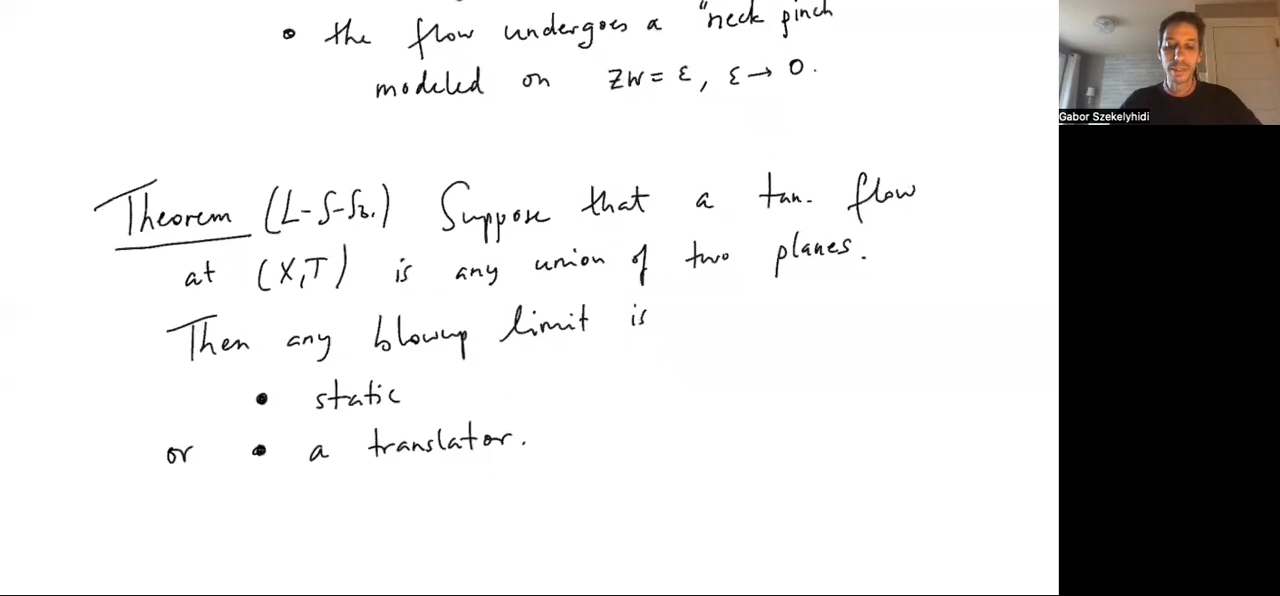 • the flow undergoes a "neck pinch
modeled on ZW = ε, ε → 0.
Theorem (L-S-Sz.) Suppose that a tan. flow
at (X,T) is any union of two planes.
Then any blowup limit is
• static
or • a translator.
Gabor Szekelyhidi